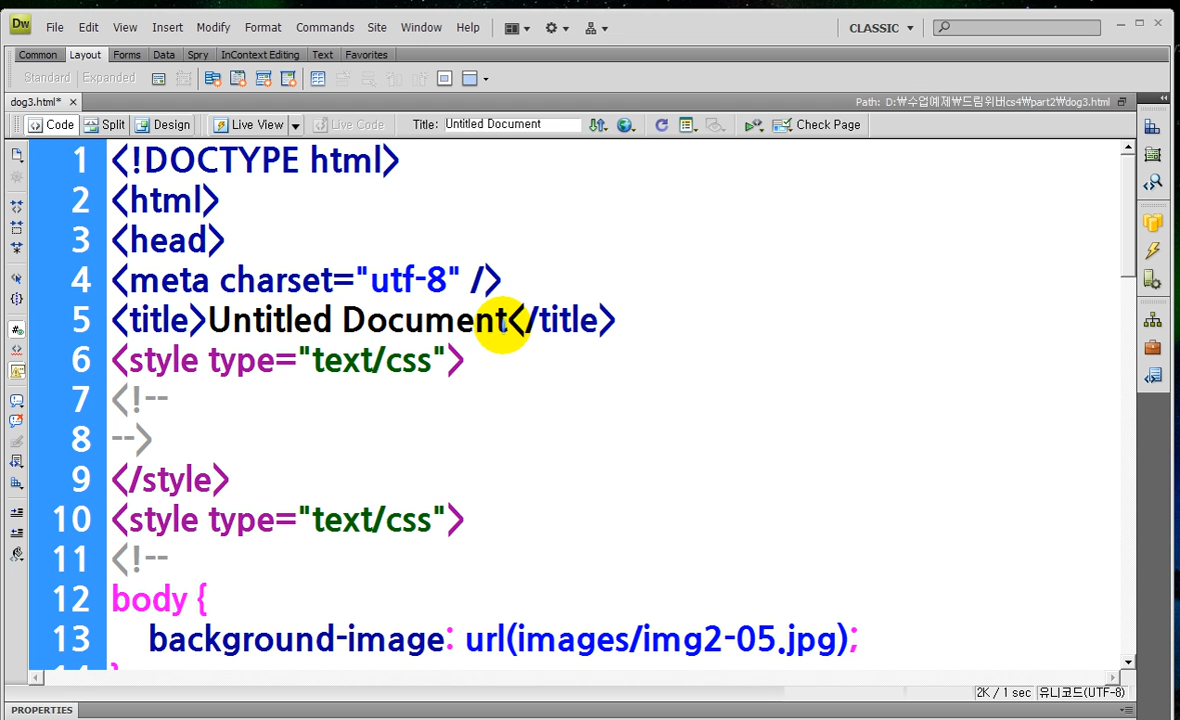 Dw File Edit View Insert Modify Format Commands Site Window Help CLASSIC
Common Layout Forms Data Spry InContext Editing Text Favorites
Standard Expanded
dog3.html* Path: D:₩수업예제₩드림위버cs4₩part2₩dog3.html
Code Split Design Live View Live Code Title: Untitled Document Check Page
1 <!DOCTYPE html>
2 <html>
3 <head>
4 <meta charset="utf-8" />
5 <title>Untitled Document</title>
6 <style type="text/css">
7 <!--
8 -->
9 </style>
10 <style type="text/css">
11 <!--
12 body {
13 background-image: url(images/img2-05.jpg);
2K / 1 sec 유니코드(UTF-8)
PROPERTIES